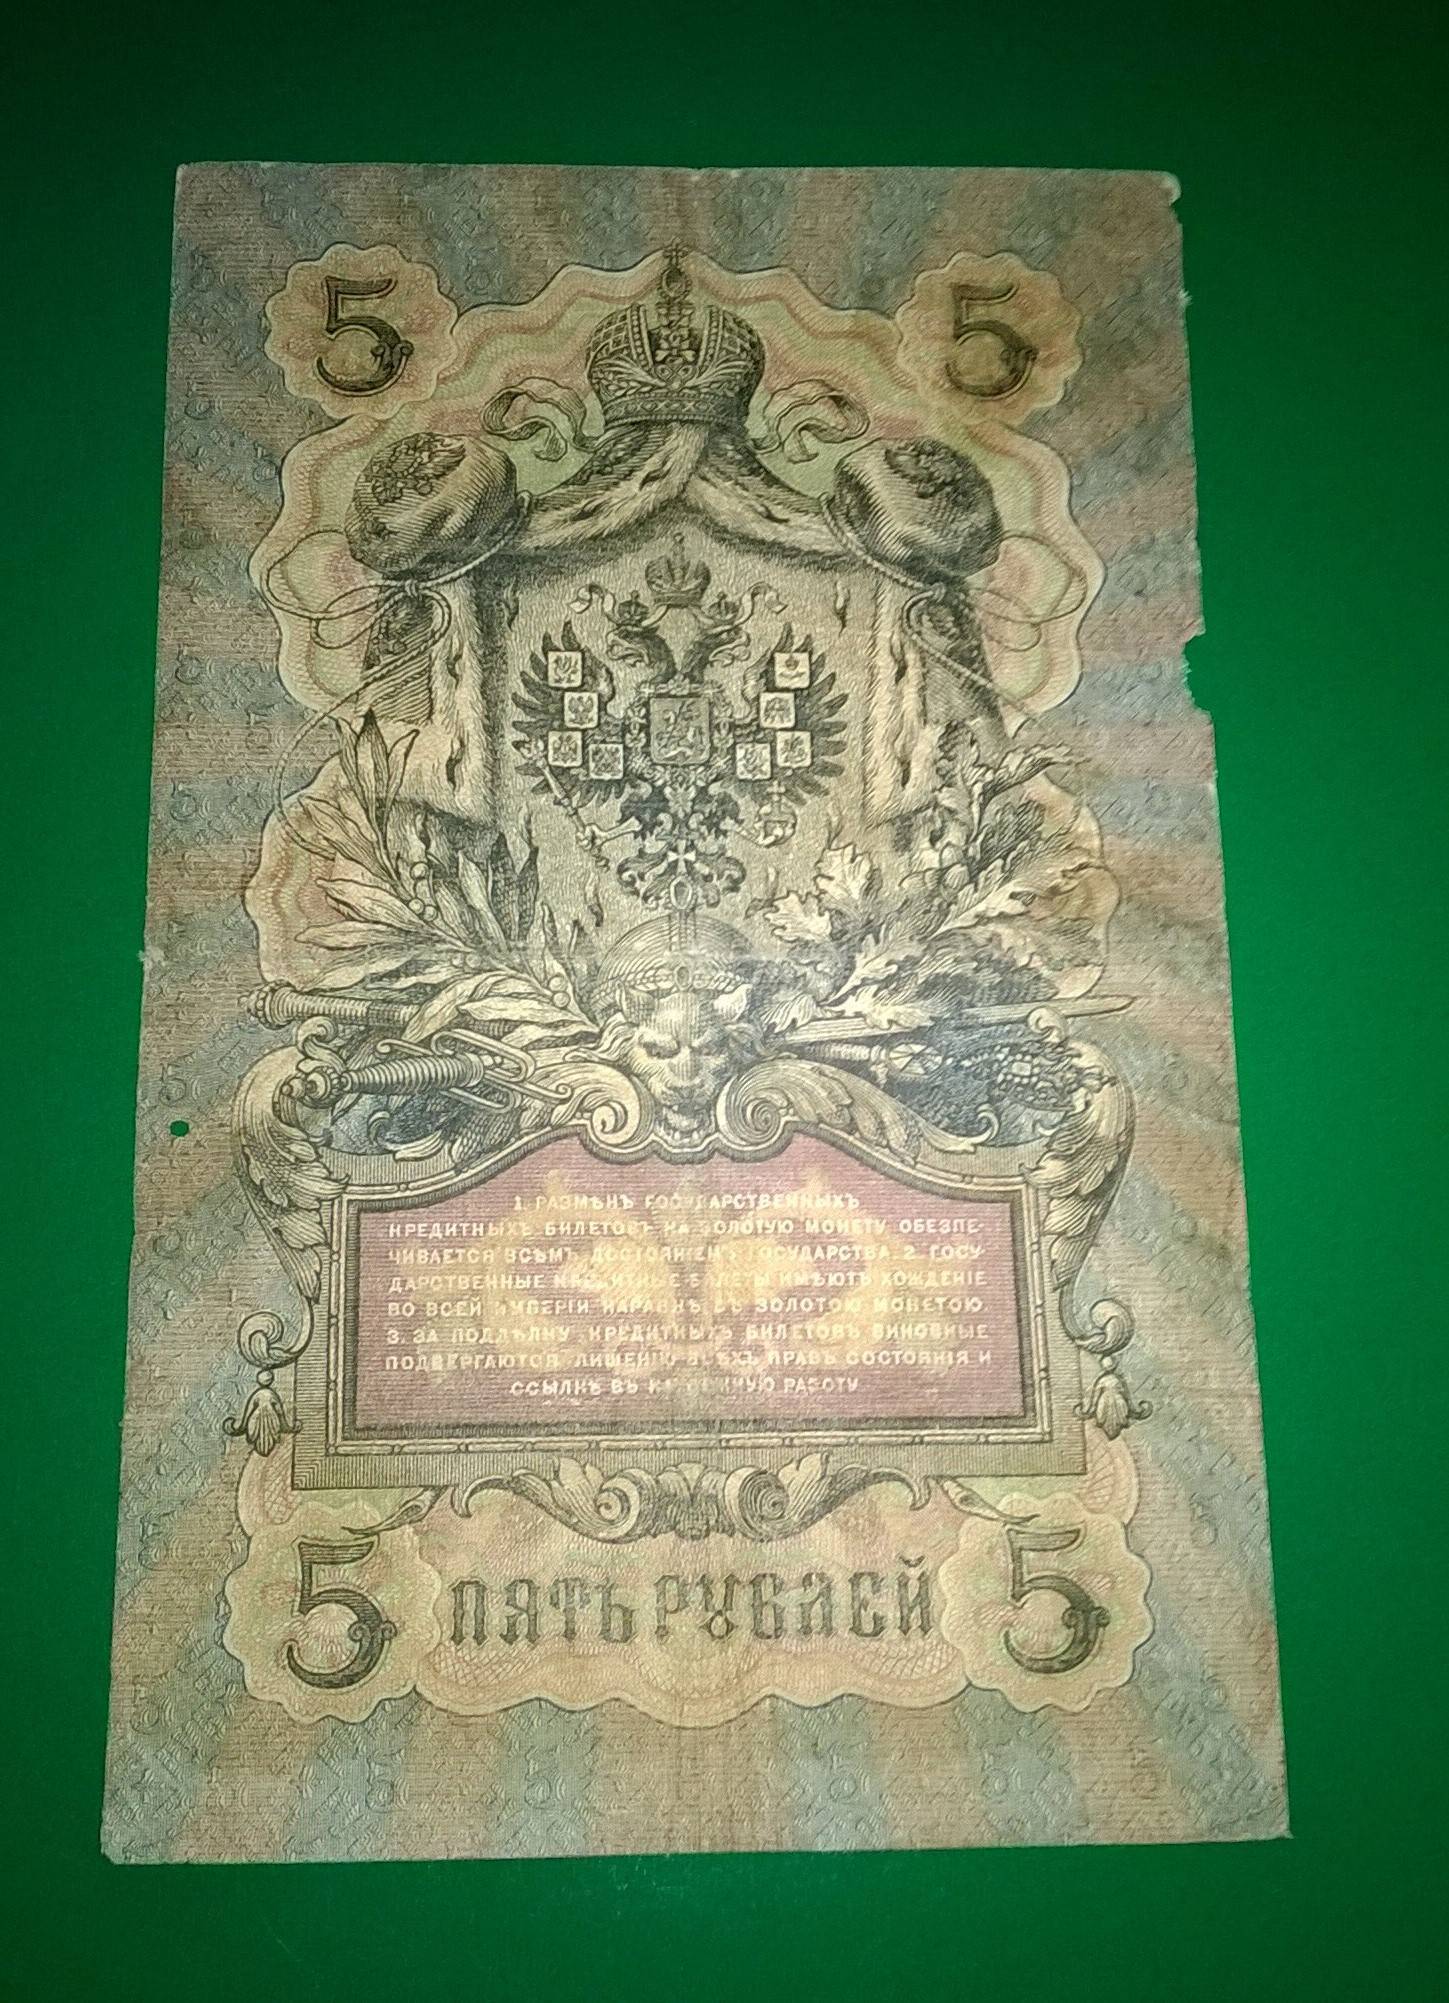 5 5
1. РАЗМѢНЪ ГОСУДАРСТВЕННЫХЪ
КРЕДИТНЫХЪ БИЛЕТОВЪ НА ЗОЛОТУЮ МОНЕТУ ОБЕЗПЕ-
ЧИВАЕТСЯ ВСѢМЪ ДОСТОЯНІЕМЪ ГОСУДАРСТВА. 2. ГОСУ-
ДАРСТВЕННЫЕ КРЕДИТНЫЕ БИЛЕТЫ ИМѢЮТЪ ХОЖДЕНІЕ
ВО ВСЕЙ ИМПЕРІИ НАРАВНѢ СЪ ЗОЛОТОЮ МОНЕТОЮ.
3. ЗА ПОДДѢЛКУ КРЕДИТНЫХЪ БИЛЕТОВЪ ВИНОВНЫЕ
ПОДВЕРГАЮТСЯ ЛИШЕНІЮ ВСѢХЪ ПРАВЪ СОСТОЯНІЯ И
ССЫЛКѢ ВЪ КАТОРЖНУЮ РАБОТУ
5 ПЯТЬ РУБЛЕЙ 5